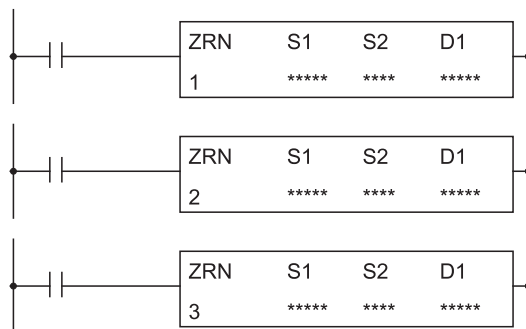 ZRN S1 S2 D1
1 ***** **** *****
ZRN S1 S2 D1
2 ***** **** *****
ZRN S1 S2 D1
3 ***** **** *****